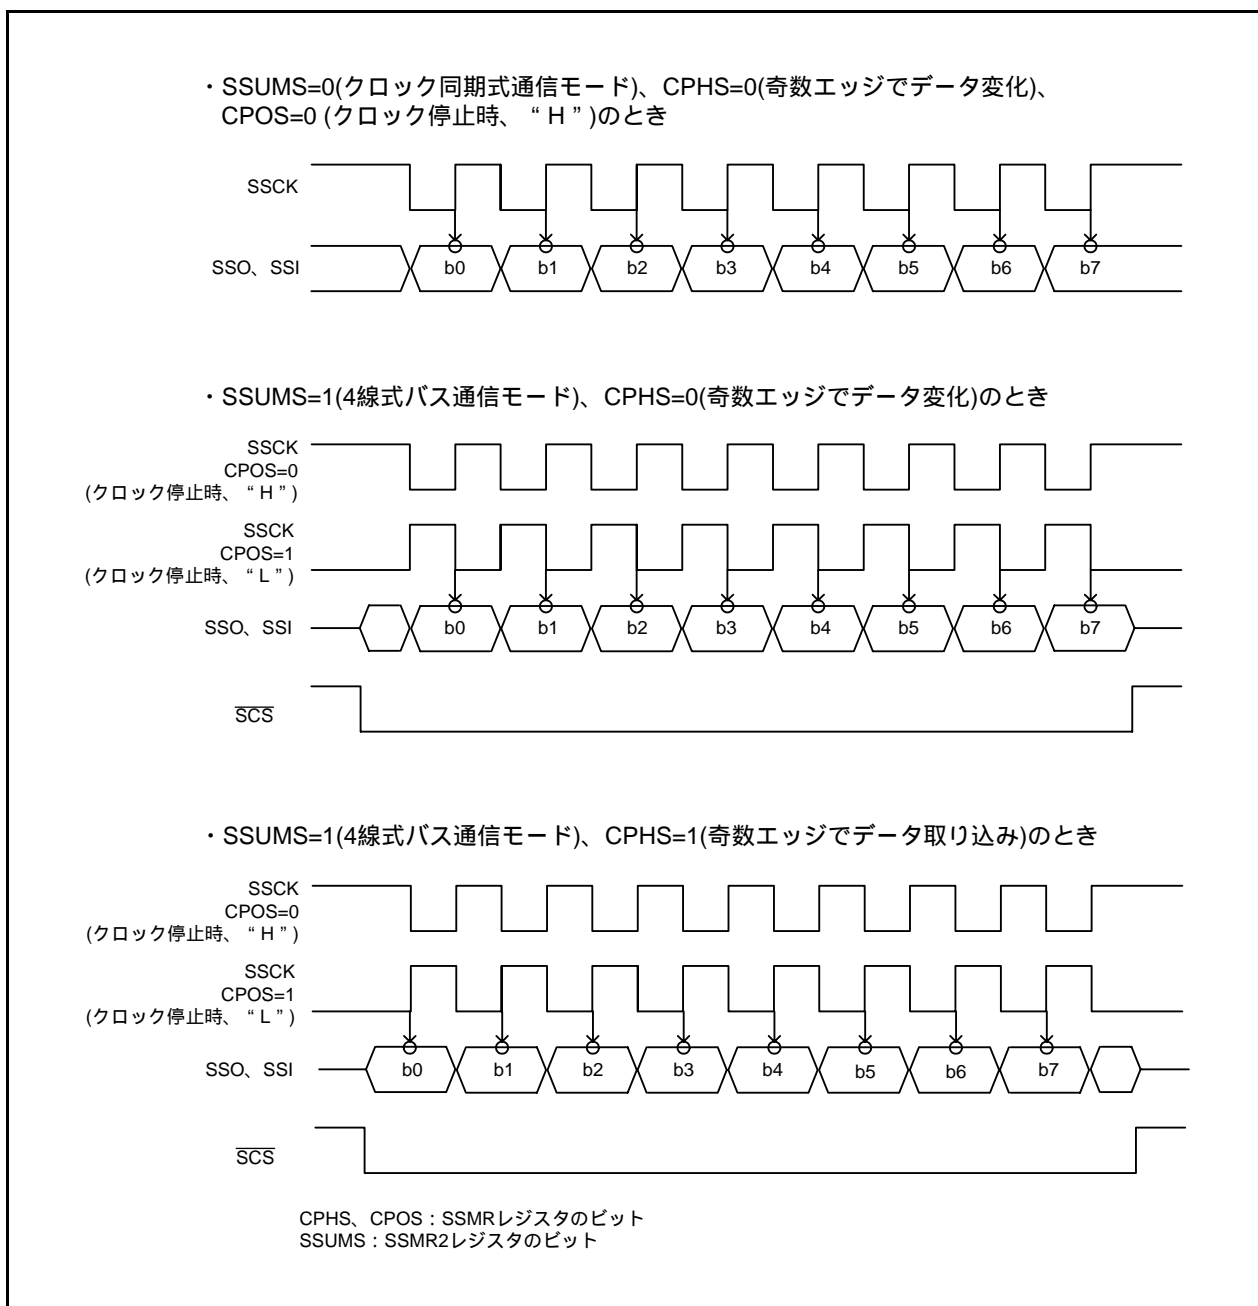 ・SSUMS=0(クロック同期式通信モード)、CPHS=0(奇数エッジでデータ変化)、
CPOS=0 (クロック停止時、“ H ” )のとき
SSCK
SSO、SSI
b0 b1 b2 b3 b4 b5 b6 b7
・SSUMS=1(4線式バス通信モード)、CPHS=0(奇数エッジでデータ変化)のとき
SSCK
CPOS=0
(クロック停止時、“ H ” )
SSCK
CPOS=1
(クロック停止時、“ L ” )
SSO、SSI
b0 b1 b2 b3 b4 b5 b6 b7
SCS
・SSUMS=1(4線式バス通信モード)、CPHS=1(奇数エッジでデータ取り込み)のとき
SSCK
CPOS=0
(クロック停止時、“ H ” )
SSCK
CPOS=1
(クロック停止時、“ L ” )
SSO、SSI
b0 b1 b2 b3 b4 b5 b6 b7
SCS
CPHS、CPOS：SSMRレジスタのビット
SSUMS：SSMR2レジスタのビット